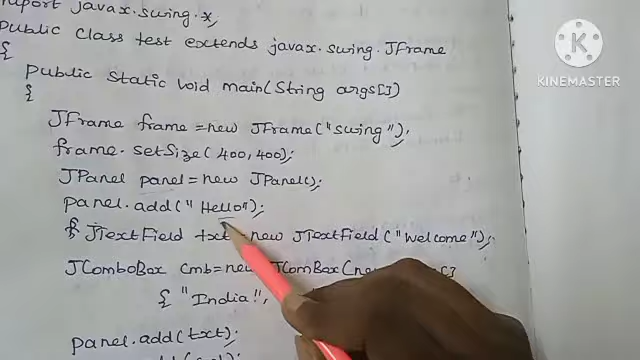 import javax.swing.*
public class test extends javax.swing.JFrame
{
public static void main(String args[])
{
JFrame frame = new JFrame("swing");
frame.setSize(400,400);
JPanel panel = new JPanel();
panel.add("Hello");
JTextField txt new JTextField("welcome");
JComboBox cmb=new JComBox(new []
{ "India",
panel.add(txt);
KINEMASTER